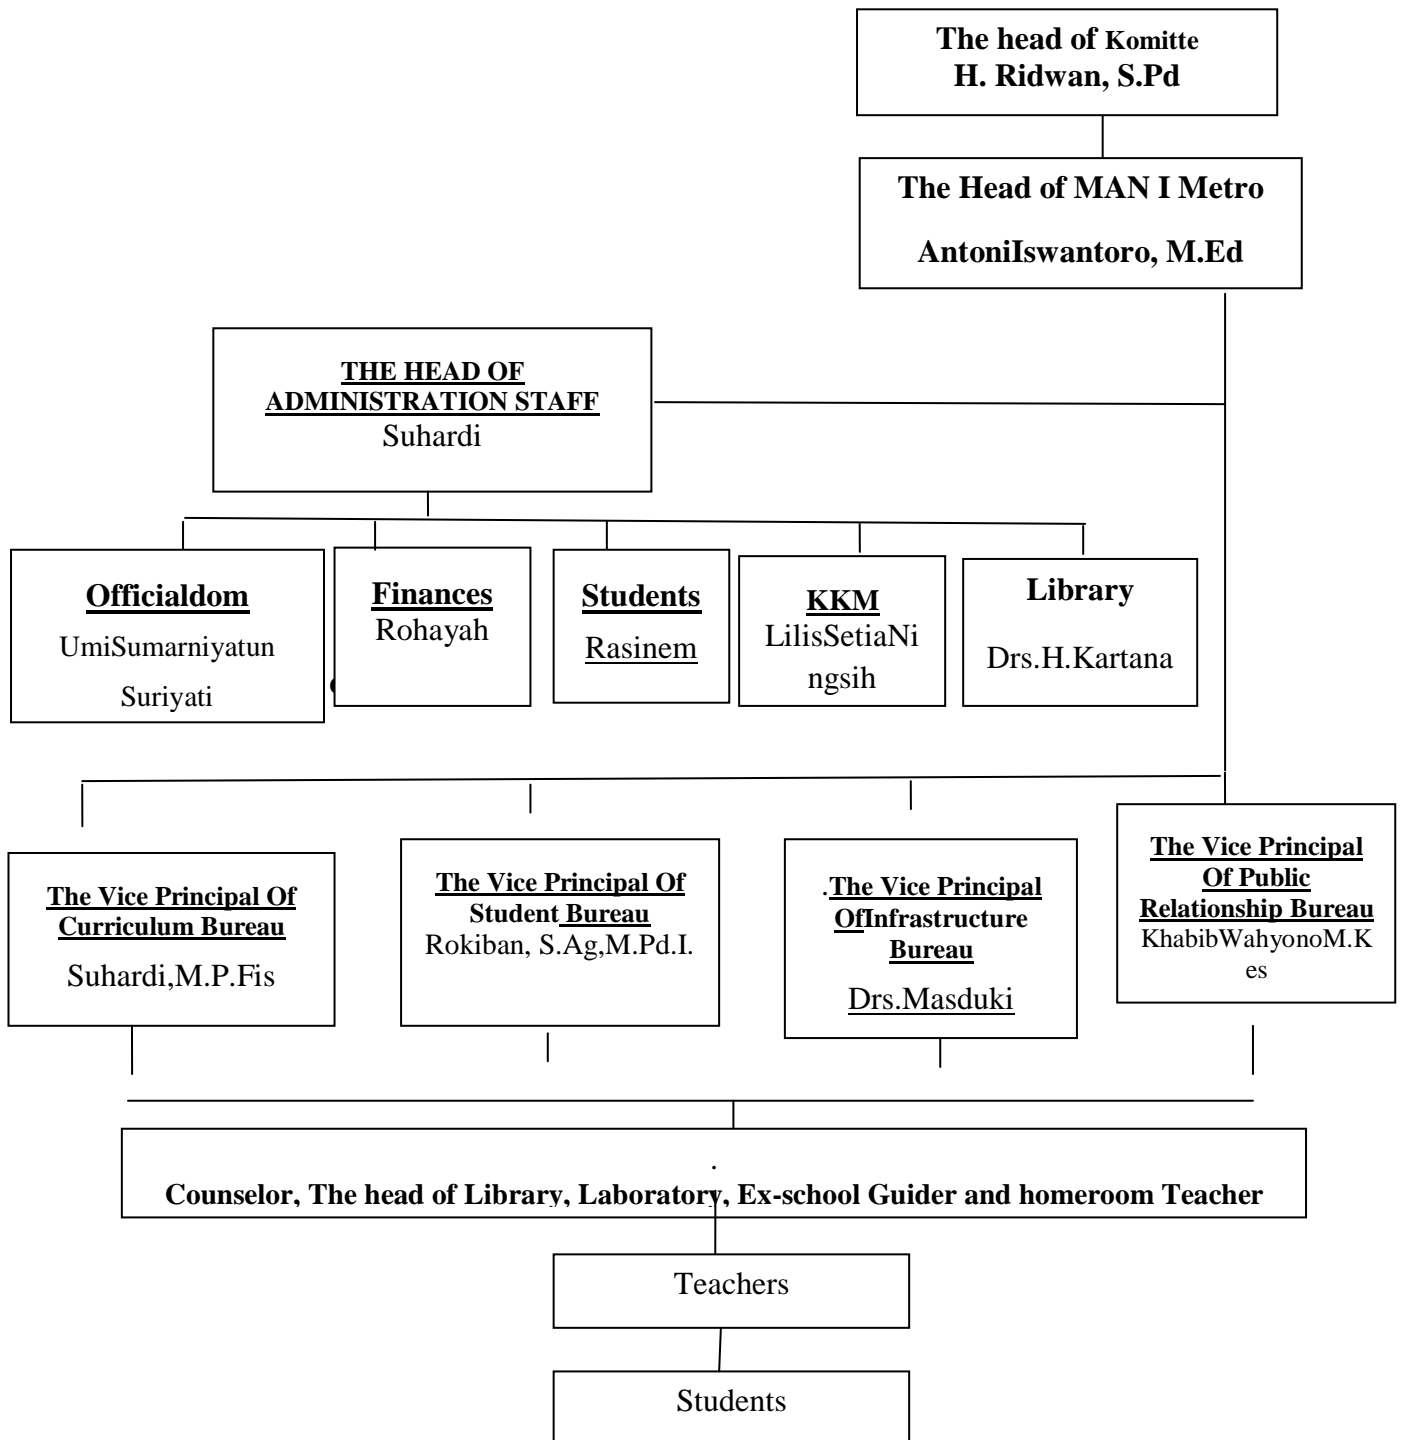 The head of Komitte
H. Ridwan, S.Pd
The Head of MAN I Metro
AntoniIswantoro, M.Ed
THE HEAD OF
ADMINISTRATION STAFF
Suhardi
Officialdom
UmiSumarniyatun
Suriyati
Finances
Rohayah
Students
Rasinem
KKM
LilisSetiaNi
ngsih
Library
Drs.H.Kartana
The Vice Principal Of
Curriculum Bureau
Suhardi,M.P.Fis
The Vice Principal Of
Student Bureau
Rokiban, S.Ag,M.Pd.I.
.The Vice Principal
OfInfrastructure
Bureau
Drs.Masduki
The Vice Principal
Of Public
Relationship Bureau
KhabibWahyonoM.K
es
.
Counselor, The head of Library, Laboratory, Ex-school Guider and homeroom Teacher
Teachers
Students